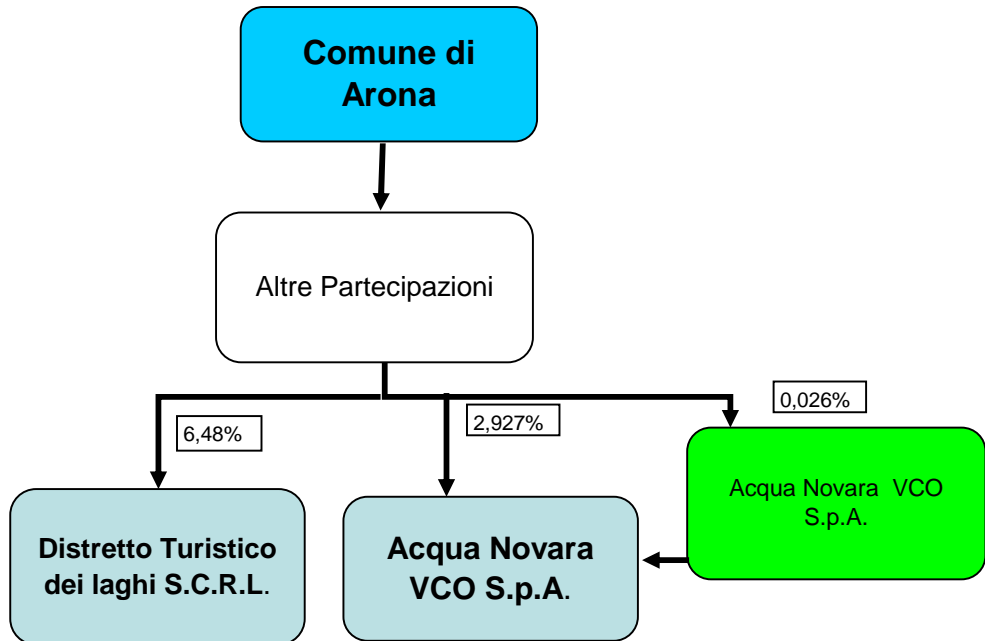 Comune di
Arona
Altre Partecipazioni
6,48%
2,927%
0,026%
Distretto Turistico
dei laghi S.C.R.L.
Acqua Novara
VCO S.p.A.
Acqua Novara VCO
S.p.A.